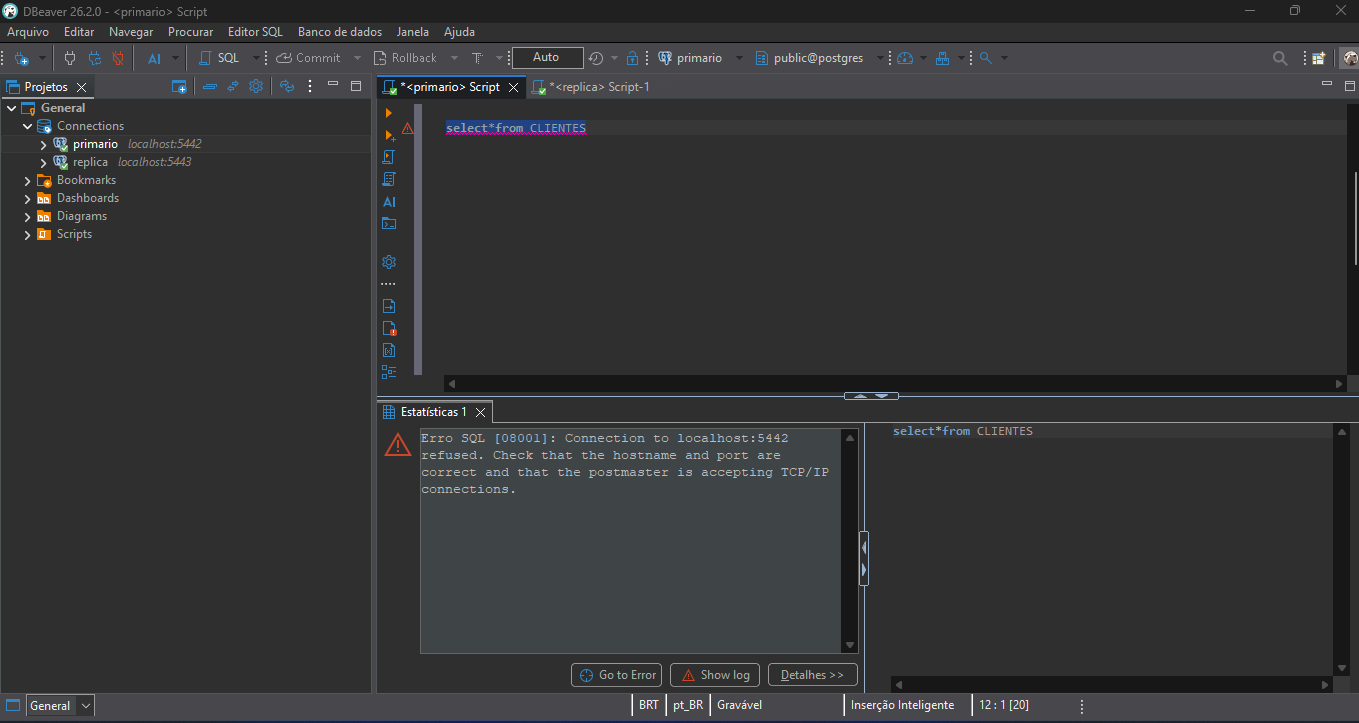 DBeaver 26.2.0 - <primario> Script
Arquivo Editar Navegar Procurar Editor SQL Banco de dados Janela Ajuda
AI SQL Commit Rollback T Auto primario public@postgres
Projetos
*<primario> Script
*<replica> Script-1
General
Connections
primario localhost:5442
replica localhost:5443
Bookmarks
Dashboards
Diagrams
Scripts
AI
select*from CLIENTES
Estatísticas 1
Erro SQL [08001]: Connection to localhost:5442
refused. Check that the hostname and port are
correct and that the postmaster is accepting TCP/IP
connections.
select*from CLIENTES
Go to Error Show log Detalhes >>
General BRT pt_BR Gravável Inserção Inteligente 12 : 1 [20]